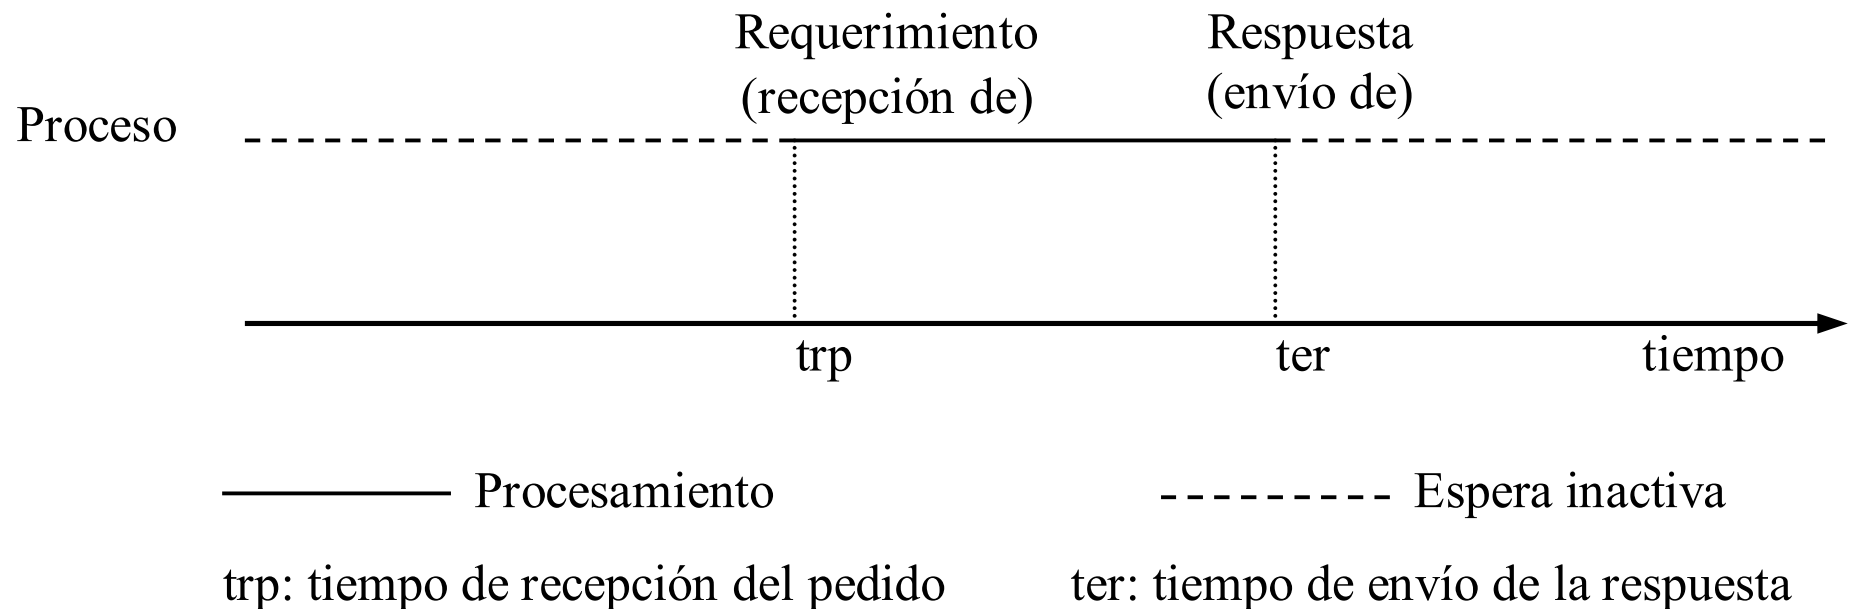 Requerimiento
(recepción de)
Respuesta
(envío de)
Proceso
trp
ter
tiempo
Procesamiento
Espera inactiva
trp: tiempo de recepción del pedido
ter: tiempo de envío de la respuesta